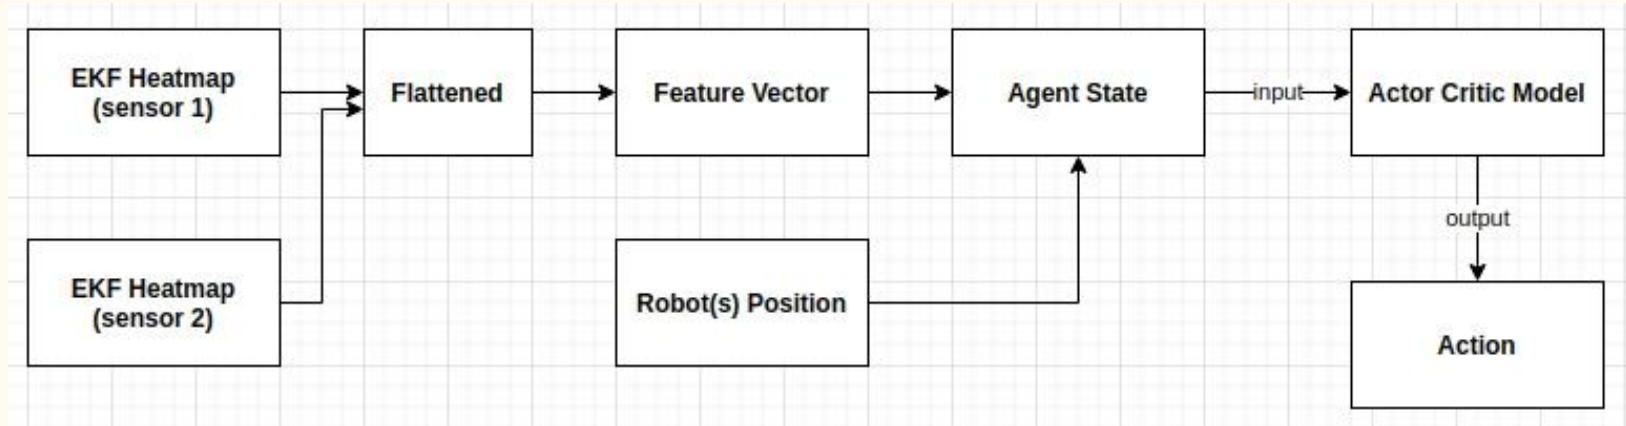 EKF Heatmap
(sensor 1)
Flattened
Feature Vector
Agent State
input
Actor Critic Model
output
EKF Heatmap
(sensor 2)
Robot(s) Position
Action